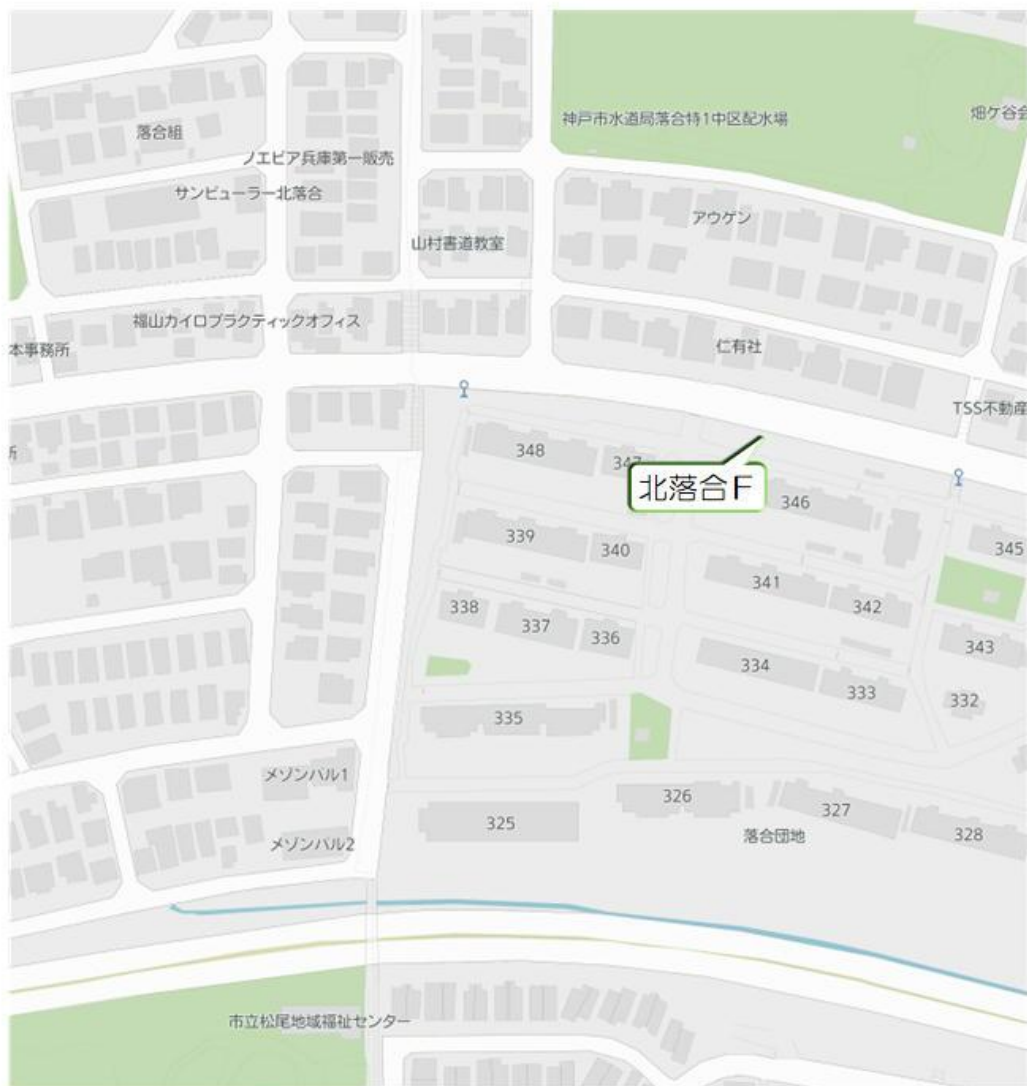 神戸市水道局落合特1中区配水場
畑ケ谷会
落合組
ノエビア兵庫第一販売
サンビューラー北落合
アウゲン
山村書道教室
福山カイロプラクティックオフィス
本事務所
仁有社
TSS不動産
所
348
347
北落合F
346
339
340
345
341
342
338
337
336
343
334
333
332
335
メゾンパル1
326
327
325
328
落合団地
メゾンパル2
市立松尾地域福祉センター